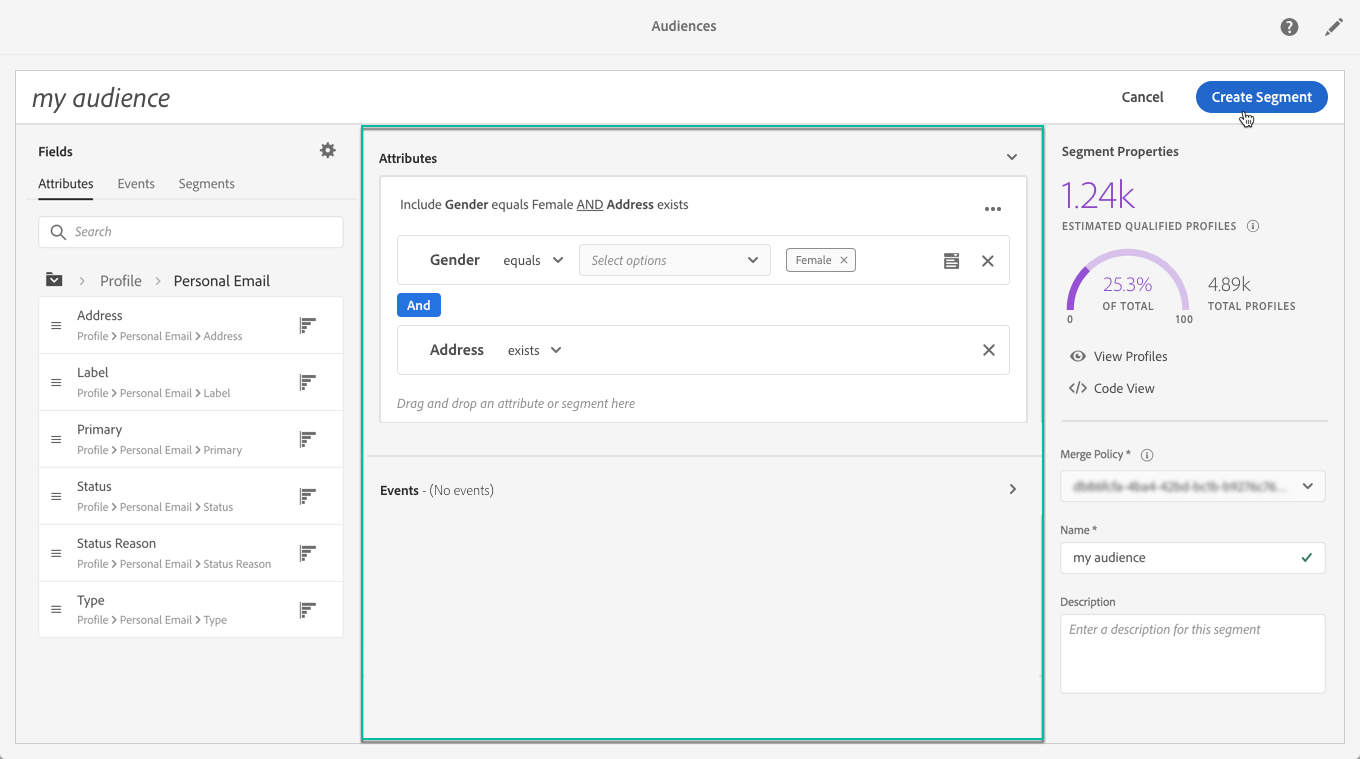 Audiences
my audience
Cancel
Create Segment
Fields
Attributes
Events
Segments
Search
Profile
Personal Email
Address
Profile > Personal Email > Address
Label
Profile > Personal Email > Label
Primary
Profile > Personal Email > Primary
Status
Profile > Personal Email > Status
Status Reason
Profile > Personal Email > Status Reason
Type
Profile > Personal Email > Type
Attributes
Include Gender equals Female AND Address exists
Gender equals Select options Female
And
Address exists
Drag and drop an attribute or segment here
Events - (No events)
Segment Properties
1.24k
ESTIMATED QUALIFIED PROFILES
25.3%
OF TOTAL
0
100
4.89k
TOTAL PROFILES
View Profiles
</> Code View
Merge Policy *
Name *
my audience
Description
Enter a description for this segment